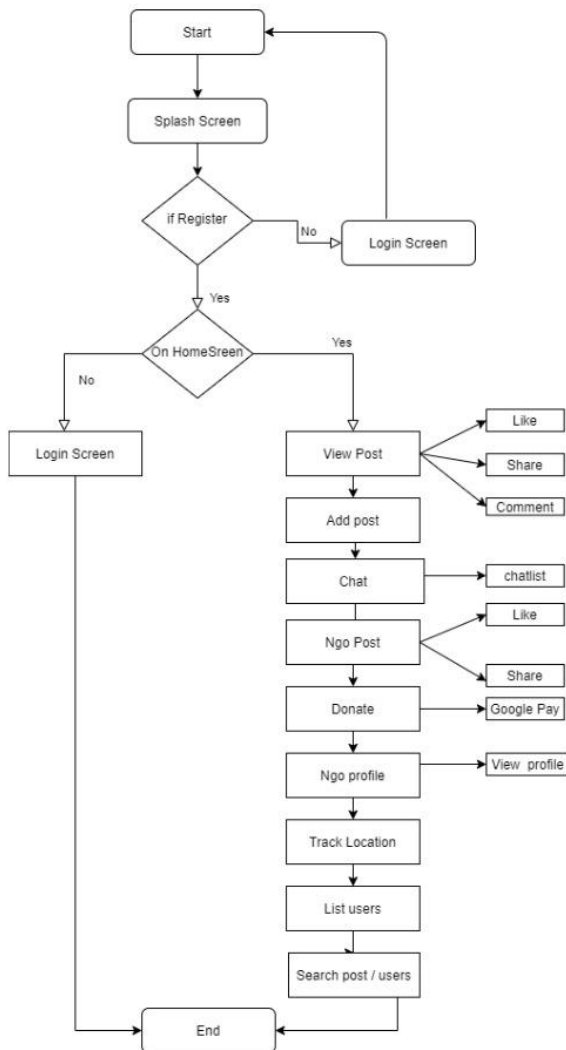 Start
Splash Screen
if Register
No
Login Screen
Yes
On HomeSreen
Yes
No
Login Screen
View Post
Like
Share
Comment
Add post
Chat
chatlist
Ngo Post
Like
Share
Donate
Google Pay
Ngo profile
View profile
Track Location
List users
Search post / users
End